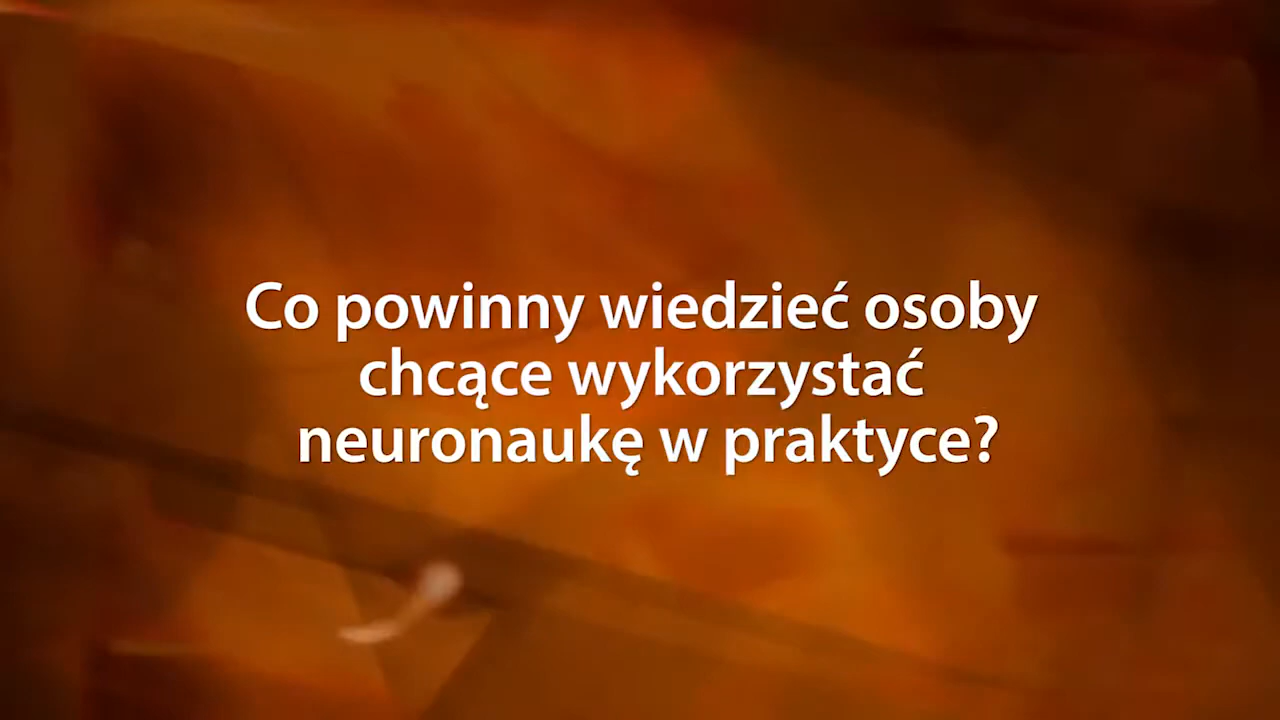 Co powinny wiedzieć osoby
chcące wykorzystać
neuronaukę w praktyce?